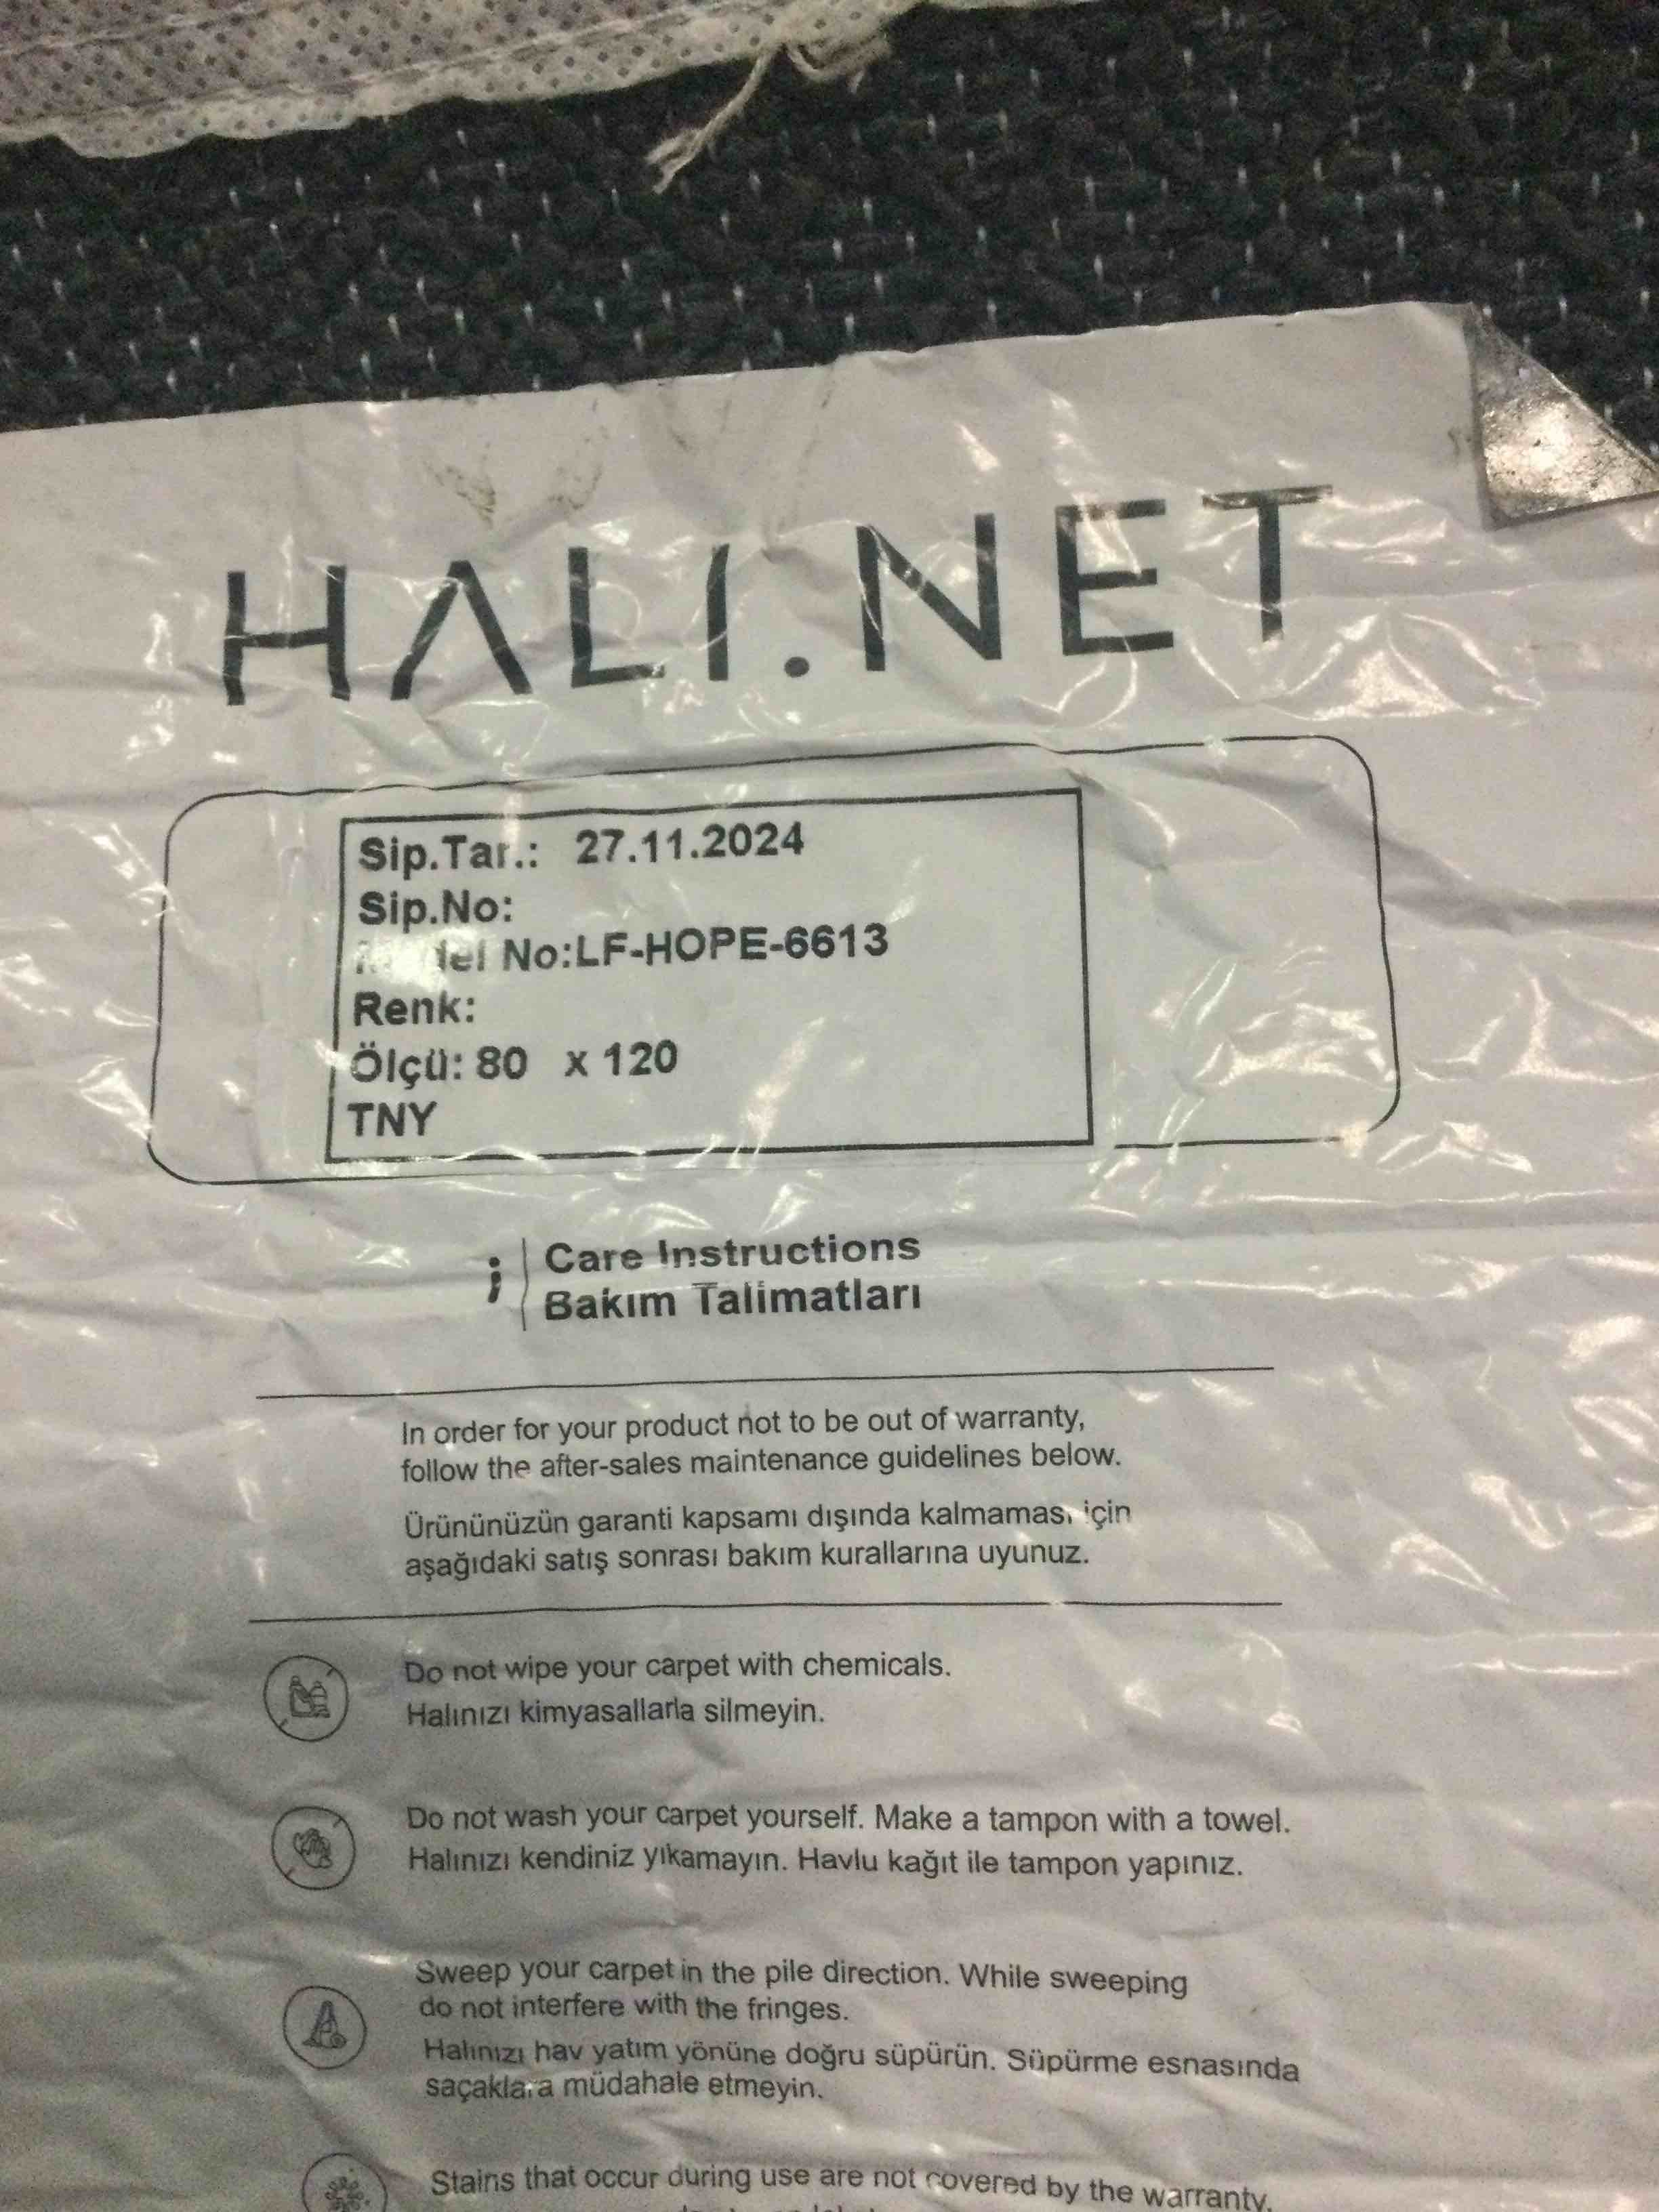 HALI.NET
Sip.Tar.: 27.11.2024
Sip.No:
Model No:LF-HOPE-6613
Renk:
Ölçü: 80 x 120
TNY
Care Instructions
Bakım Talimatları
In order for your product not to be out of warranty,
follow the after-sales maintenance guidelines below.
Ürününüzün garanti kapsamı dışında kalmaması için
aşağıdaki satış sonrası bakım kurallarına uyunuz.
Do not wipe your carpet with chemicals.
Halınızı kimyasallarla silmeyin.
Do not wash your carpet yourself. Make a tampon with a towel.
Halınızı kendiniz yıkamayın. Havlu kağıt ile tampon yapınız.
Sweep your carpet in the pile direction. While sweeping
do not interfere with the fringes.
Halınızı hav yatım yönüne doğru süpürün. Süpürme esnasında
saçaklara müdahale etmeyin.
Stains that occur during use are not covered by the warranty.